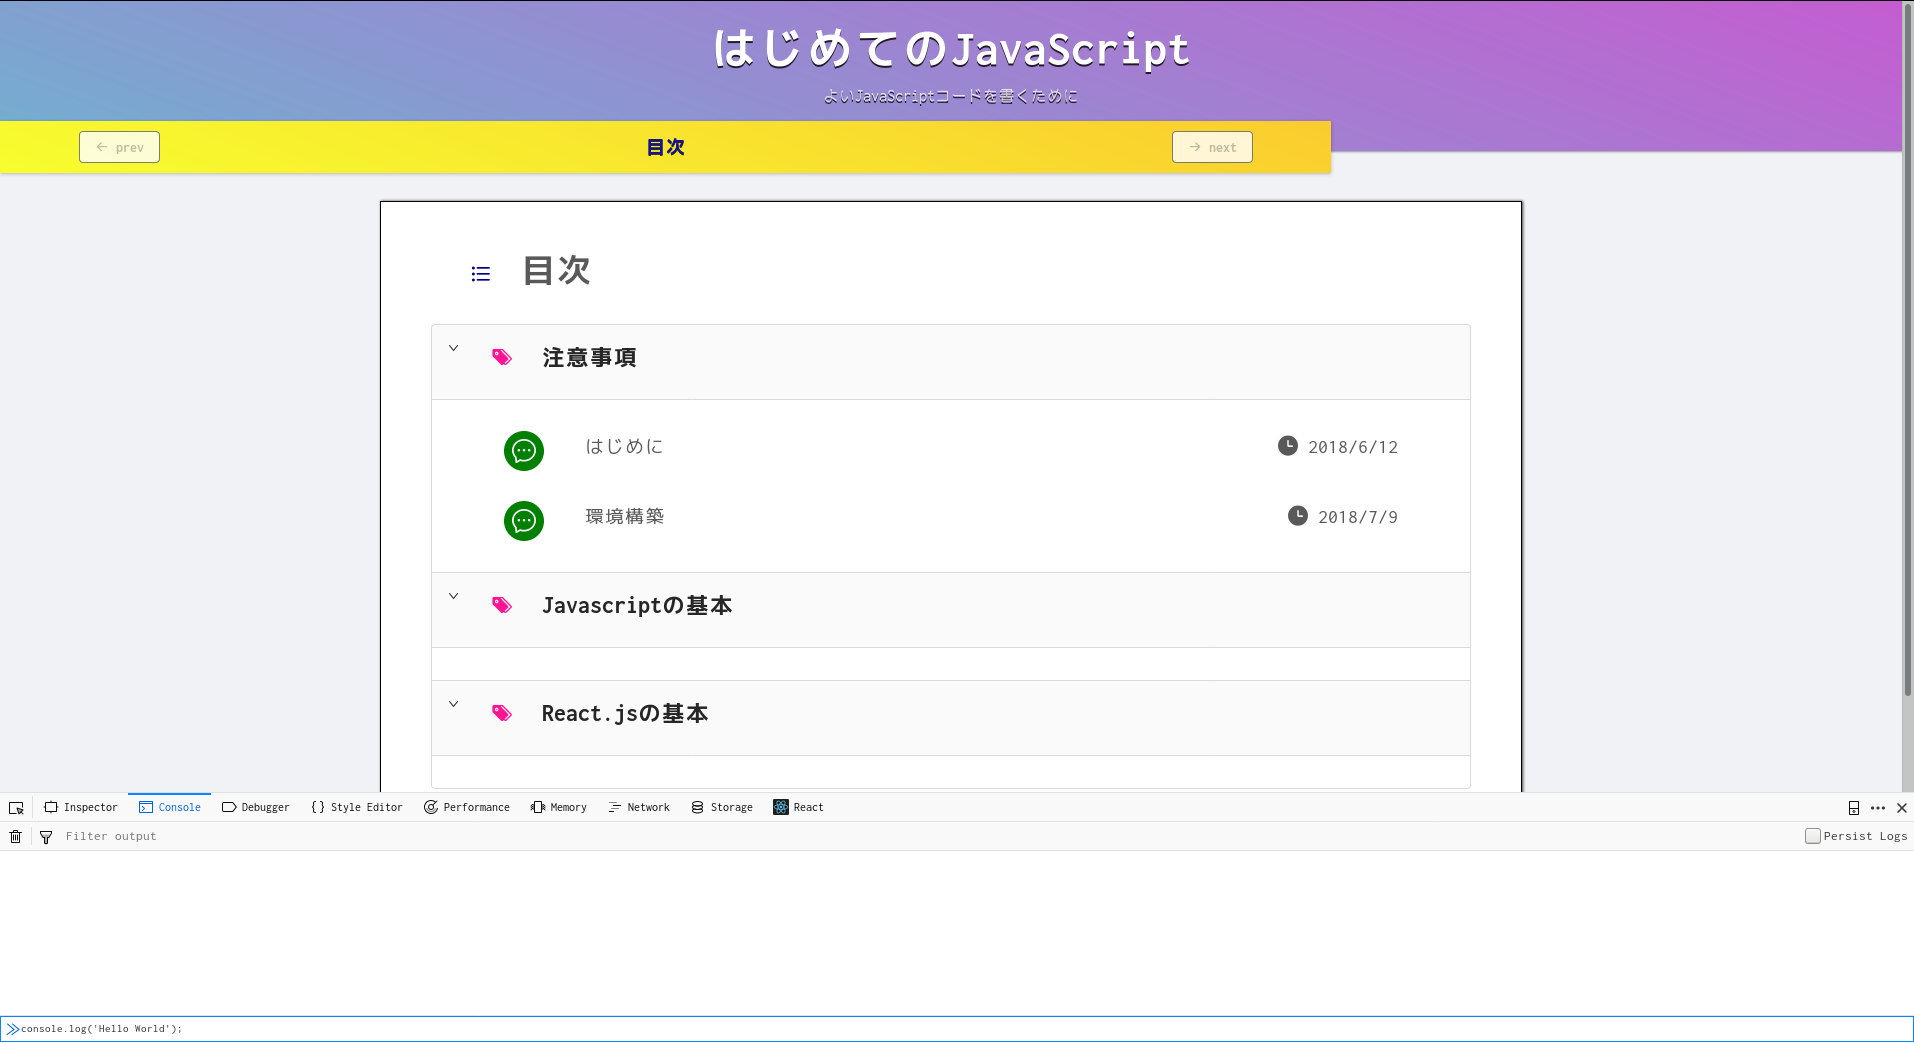 はじめてのJavaScript
よいJavaScriptコードを書くために
prev 目次 next
目次
注意事項
はじめに 2018/6/12
環境構築 2018/7/9
Javascriptの基本
React.jsの基本
Inspector Console Debugger Style Editor Performance Memory Network Storage React
Filter output Persist Logs
console.log('Hello World');